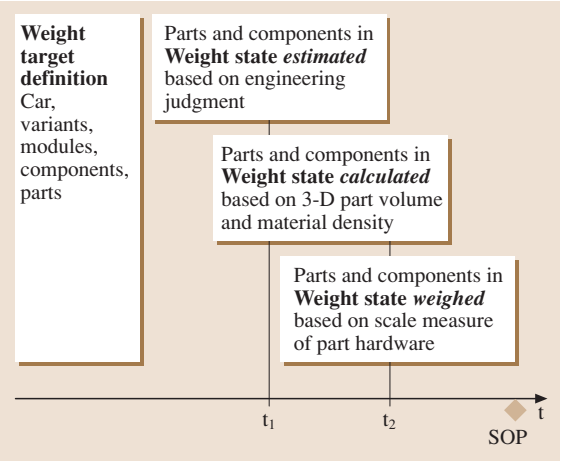 Weight
target
definition
Car,
variants,
modules,
components,
parts
Parts and components in
Weight state estimated
based on engineering
judgment
Parts and components in
Weight state calculated
based on 3-D part volume
and material density
Parts and components in
Weight state weighed
based on scale measure
of part hardware
t₁
t₂
t
SOP